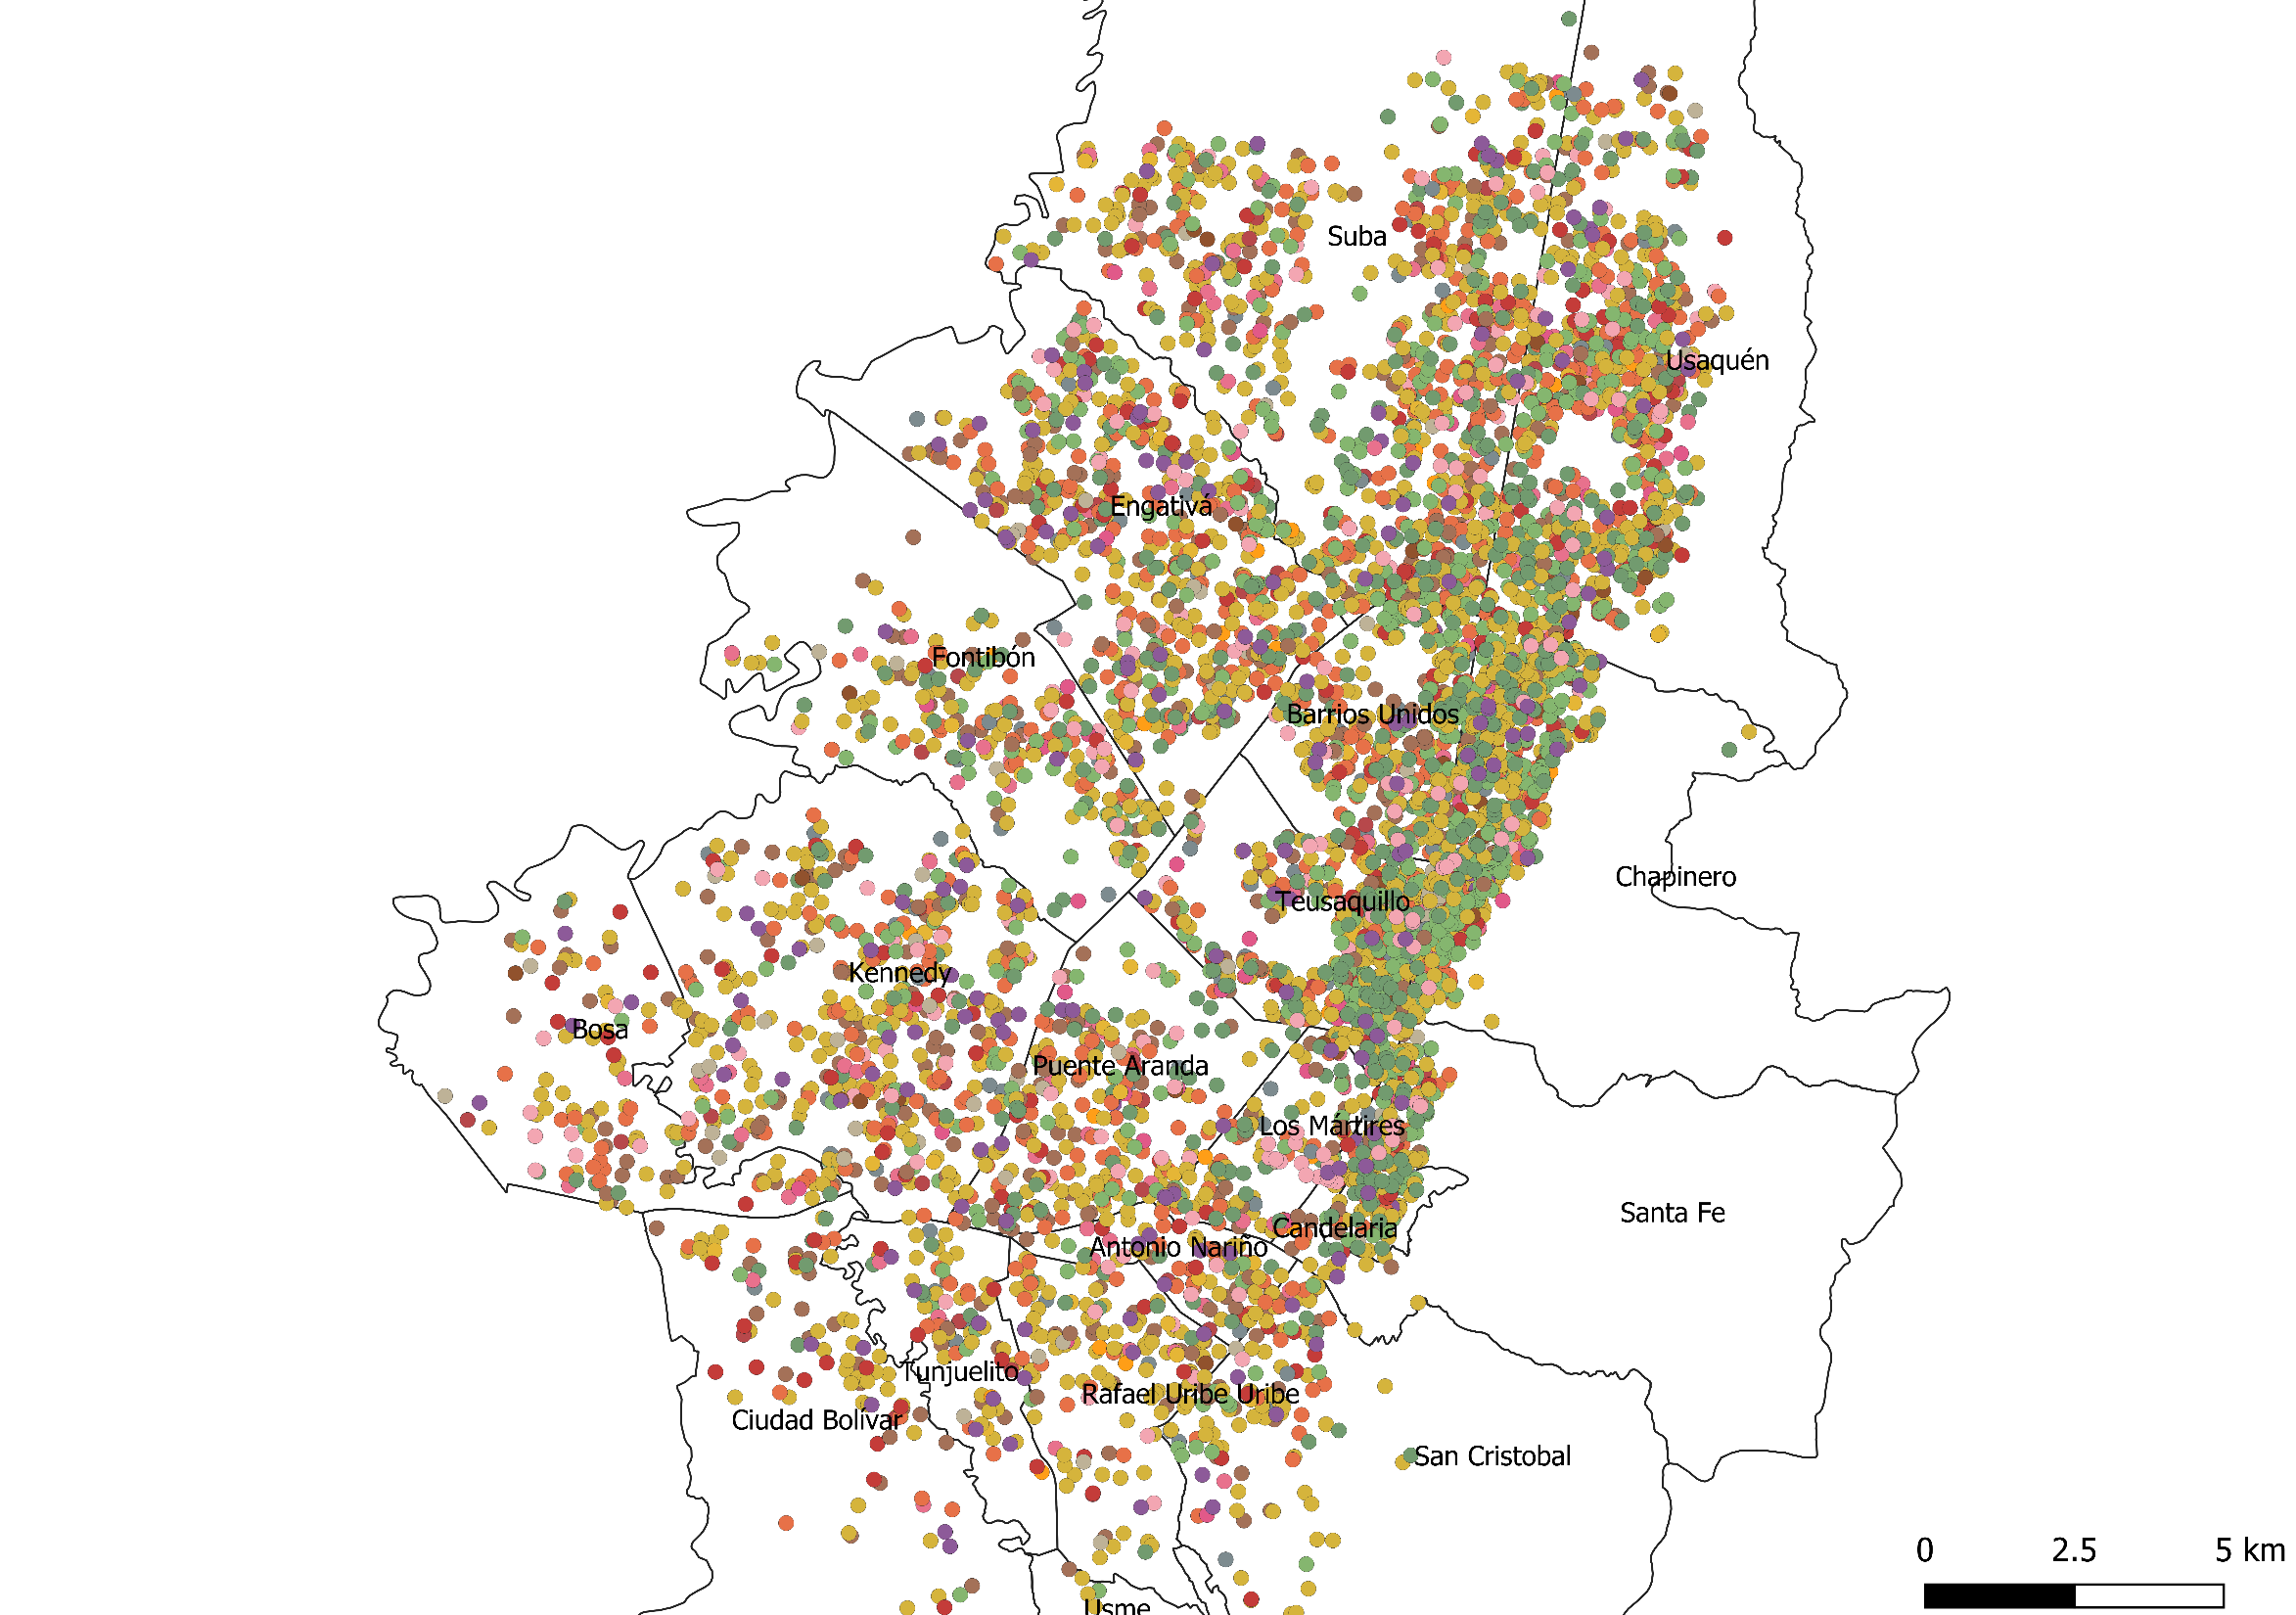 Suba
Usaquén
Engativá
Fontibón
Barrios Unidos
Chapinero
Teusaquillo
Kennedy
Bosa
Puente Aranda
Los Mártires
Santa Fe
Candelaria
Antonio Nariño
Tunjuelito
Rafael Uribe Uribe
Ciudad Bolívar
San Cristobal
0 2.5 5 km
Usme